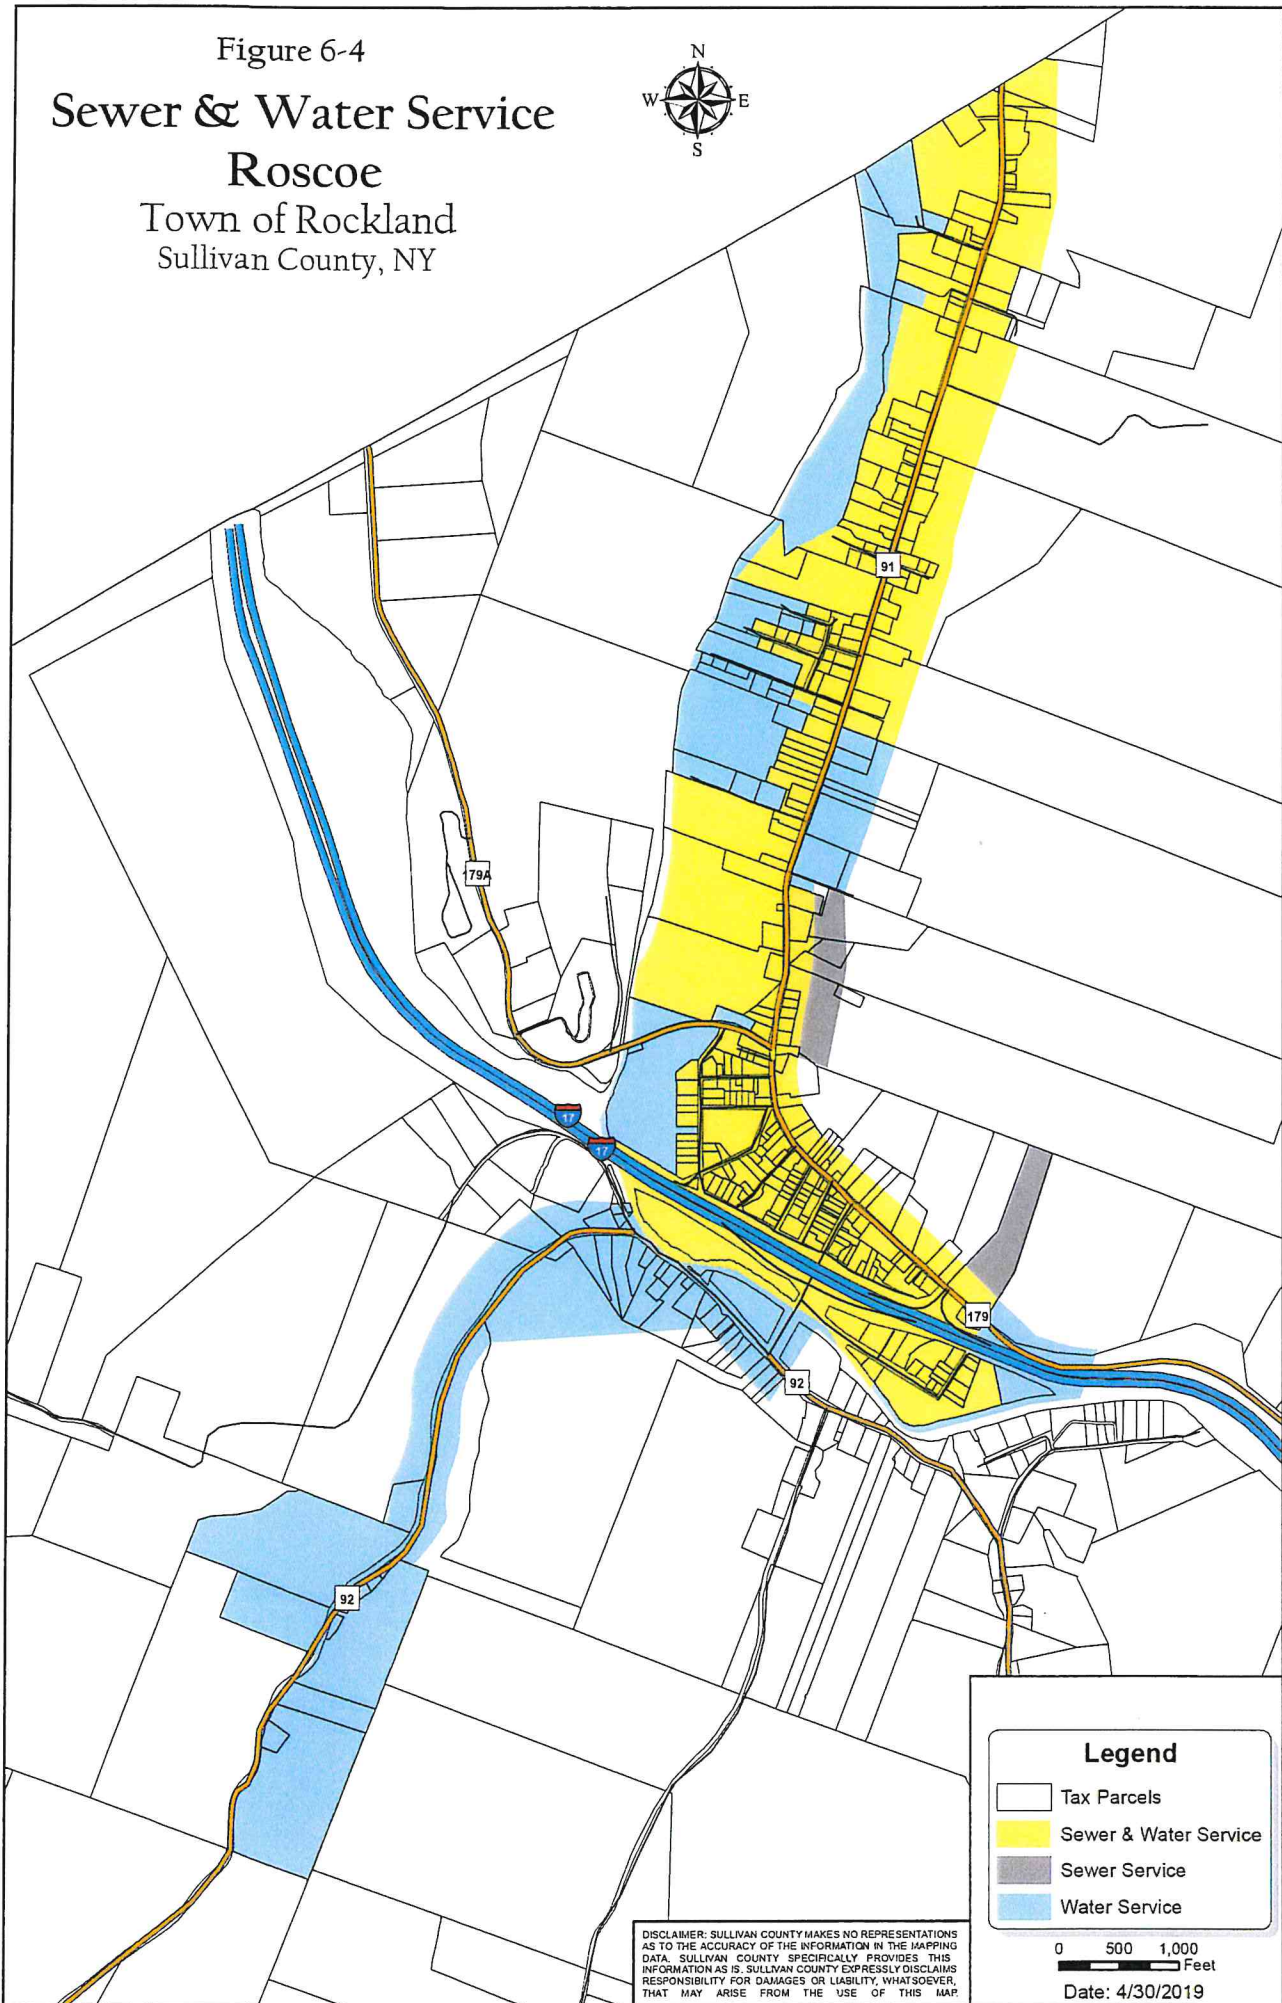 Figure 6-4
Sewer & Water Service
Roscoe
Town of Rockland
Sullivan County, NY
N
W E
S
91
179A
17
17
179
92
92
Legend
Tax Parcels
Sewer & Water Service
Sewer Service
Water Service
0 500 1,000
Feet
Date: 4/30/2019
DISCLAIMER: SULLIVAN COUNTY MAKES NO REPRESENTATIONS
AS TO THE ACCURACY OF THE INFORMATION IN THE MAPPING
DATA. SULLIVAN COUNTY SPECIFICALLY PROVIDES THIS
INFORMATION AS IS. SULLIVAN COUNTY EXPRESSLY DISCLAIMS
RESPONSIBILITY FOR DAMAGES OR LIABILITY, WHATSOEVER,
THAT MAY ARISE FROM THE USE OF THIS MAP.